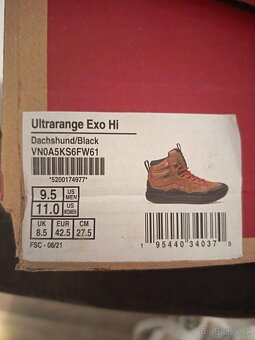 Ultrarange Exo Hi
Dachshund/Black
VN0A5KS6FW61
*5200174977*
9.5 US MEN
11.0 US WOMEN
UK EUR CM
8.5 42.5 27.5
FSC - 08/21
1 95440 34037 0